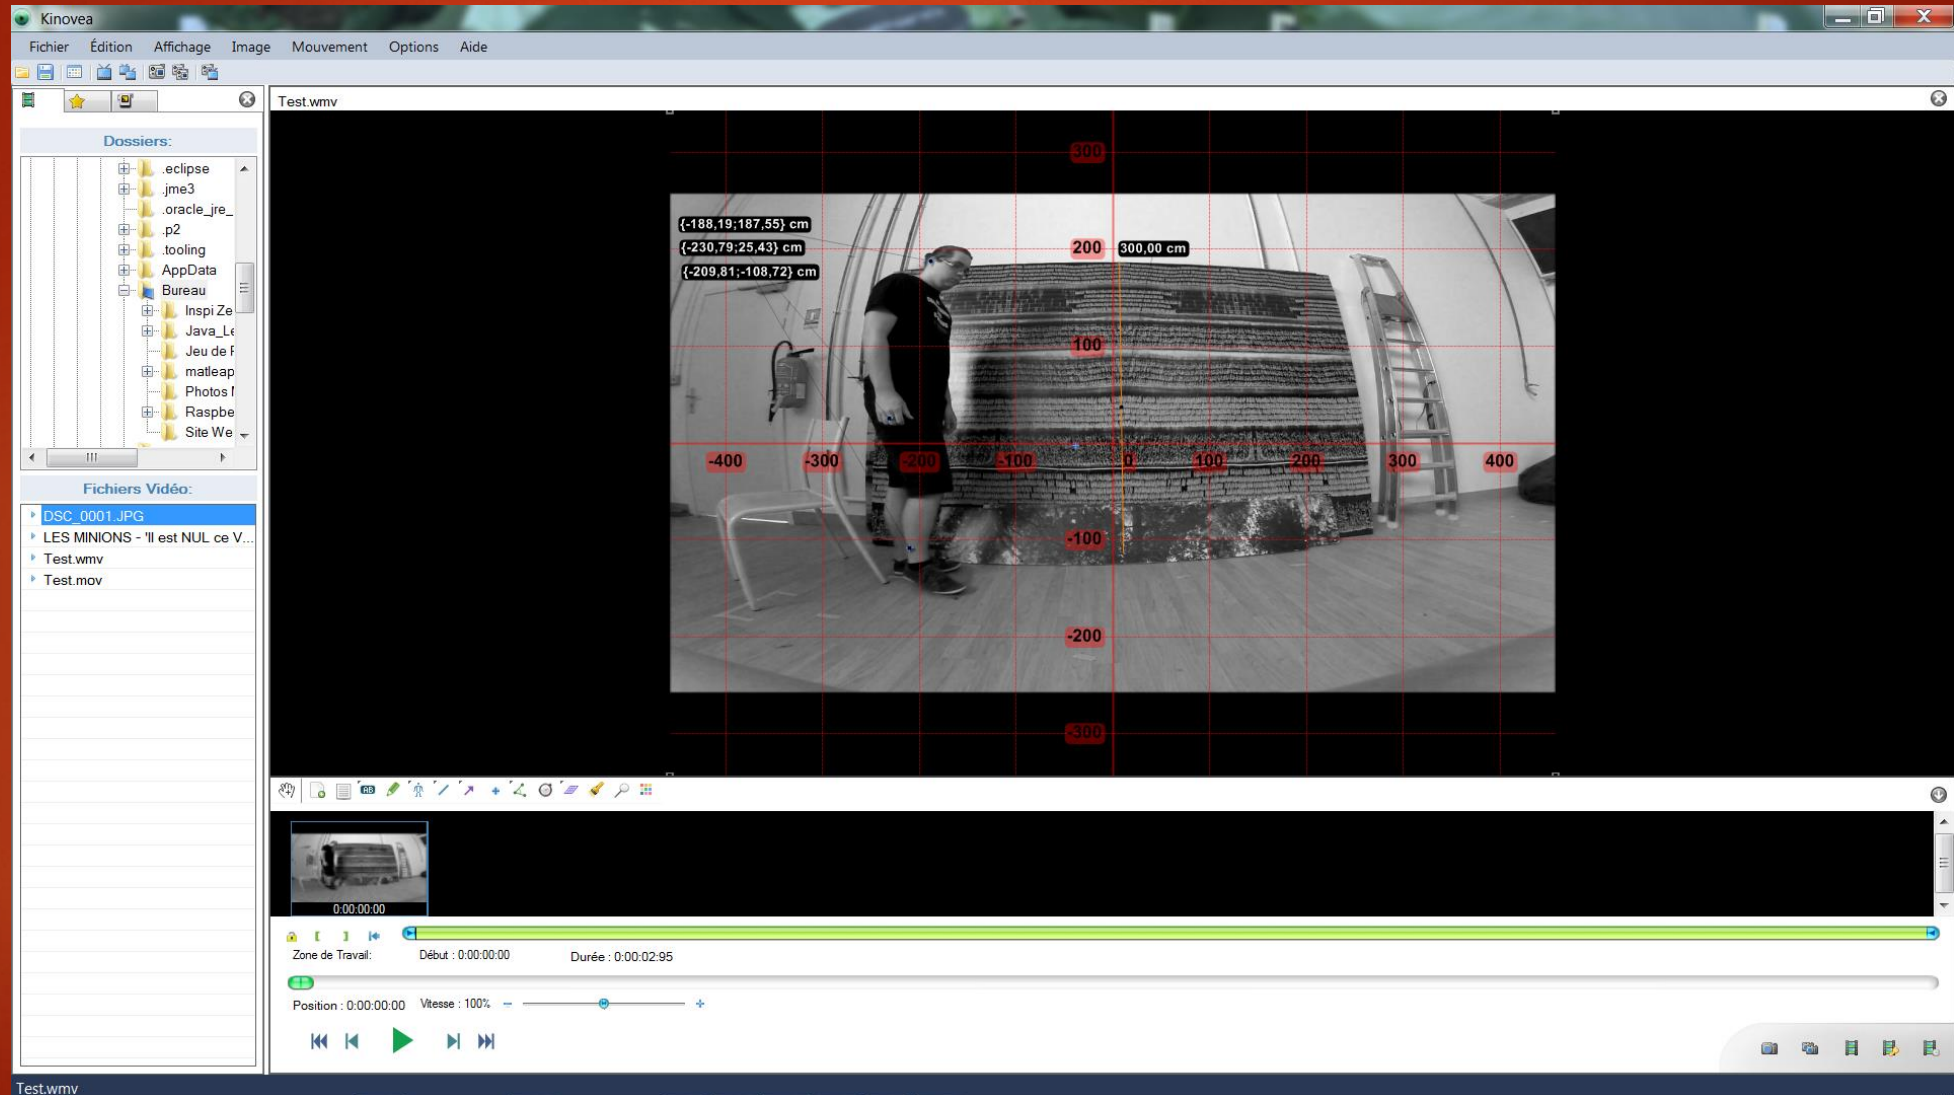 Kinovea
Fichier Édition Affichage Image Mouvement Options Aide
Test.wmv
Dossiers:
.eclipse
.jme3
.oracle_jre_
.p2
.tooling
AppData
Bureau
Inspi Ze
Java_Le
Jeu de F
matleap
Photos
Raspbe
Site We
Fichiers Vidéo:
DSC_0001.JPG
LES MINIONS - 'Il est NUL ce V...
Test.wmv
Test.mov
300
{-188,19;187,55} cm
{-230,79;25,43} cm
{-209,81;-108,72} cm
200 300,00 cm
100
-400 -300 -200 -100 0 100 200 300 400
-100
-200
-300
AB
0:00:00:00
Zone de Travail: Début : 0:00:00:00 Durée : 0:00:02:95
Position : 0:00:00:00 Vitesse : 100%
Test.wmv